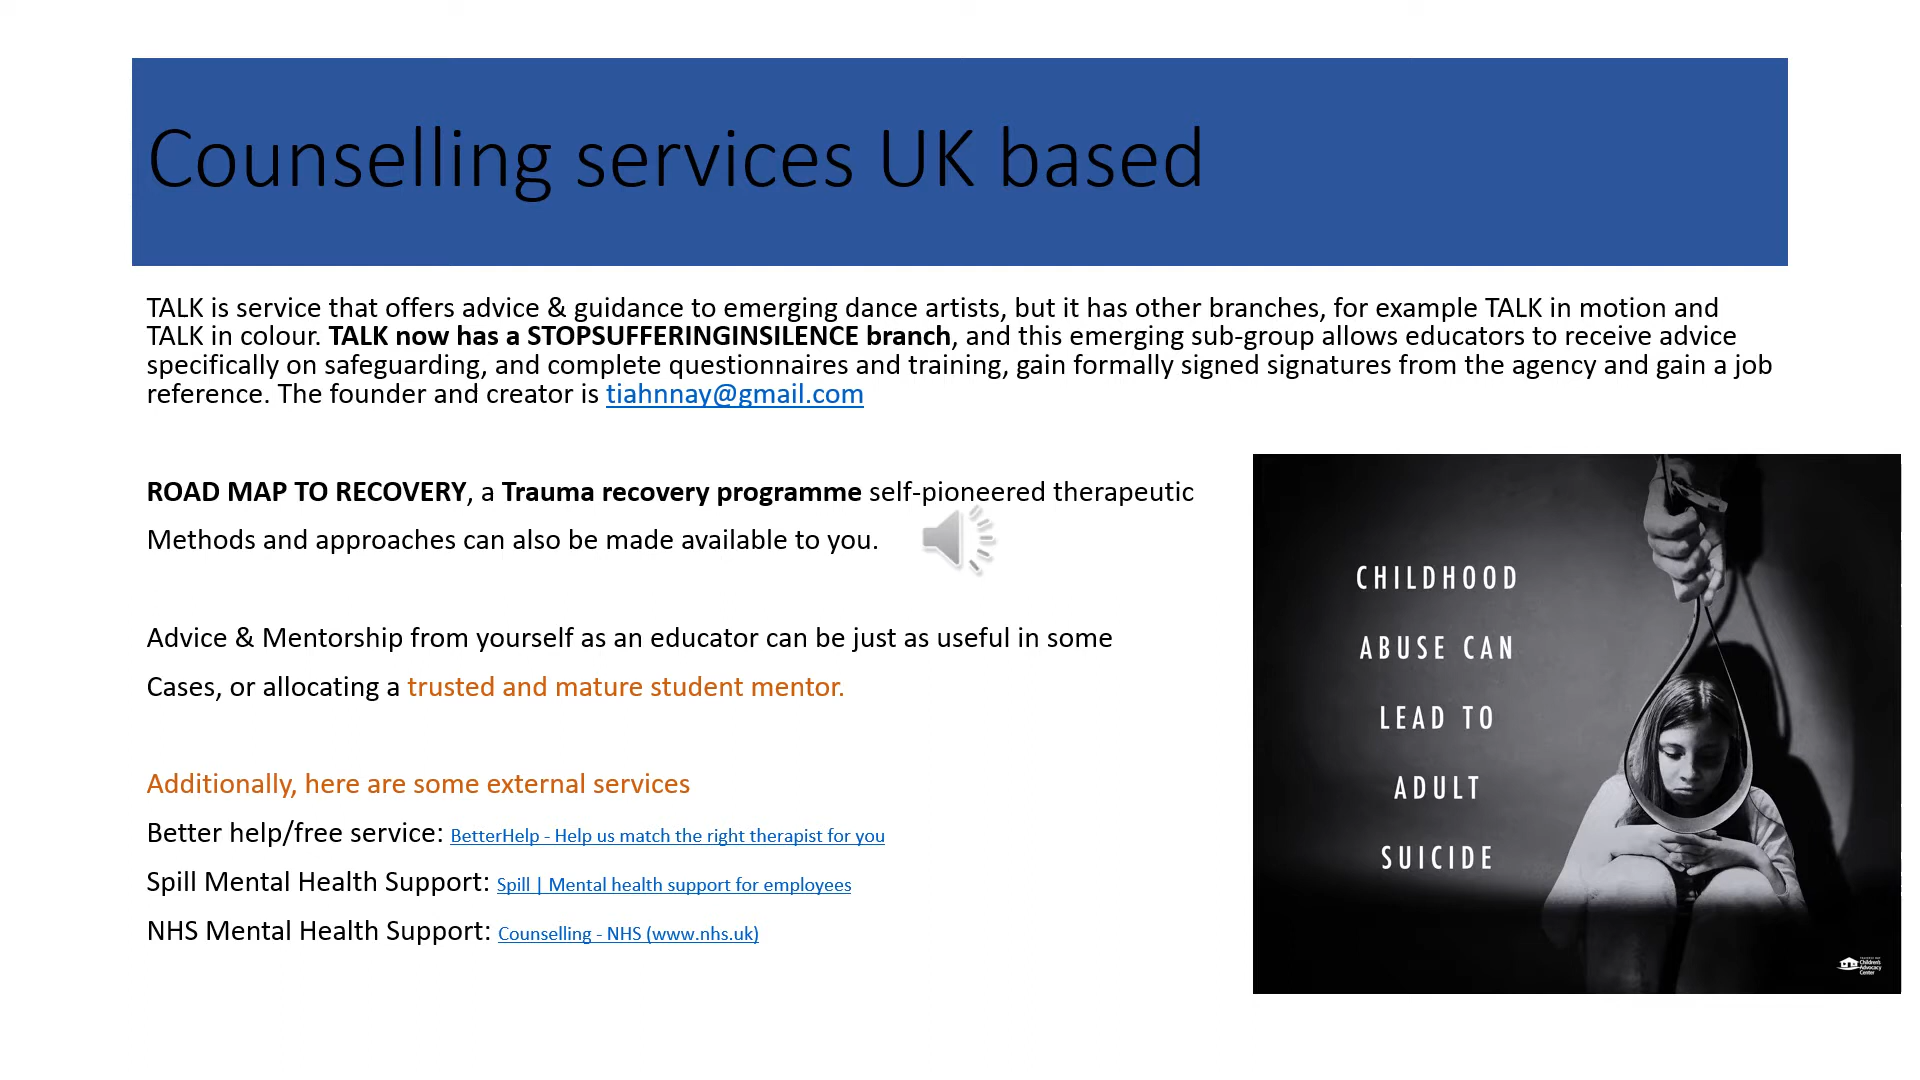 Counselling services UK based
TALK is service that offers advice & guidance to emerging dance artists, but it has other branches, for example TALK in motion and
TALK in colour. TALK now has a STOPSUFFERINGINSILENCE branch, and this emerging sub-group allows educators to receive advice
specifically on safeguarding, and complete questionnaires and training, gain formally signed signatures from the agency and gain a job
reference. The founder and creator is tiahnnay@gmail.com
ROAD MAP TO RECOVERY, a Trauma recovery programme self-pioneered therapeutic
Methods and approaches can also be made available to you.
Advice & Mentorship from yourself as an educator can be just as useful in some
Cases, or allocating a trusted and mature student mentor.
Additionally, here are some external services
Better help/free service: BetterHelp - Help us match the right therapist for you
Spill Mental Health Support: Spill | Mental health support for employees
NHS Mental Health Support: Counselling - NHS (www.nhs.uk)
CHILDHOOD
ABUSE CAN
LEAD TO
ADULT
SUICIDE
Children's
Advocacy
Center